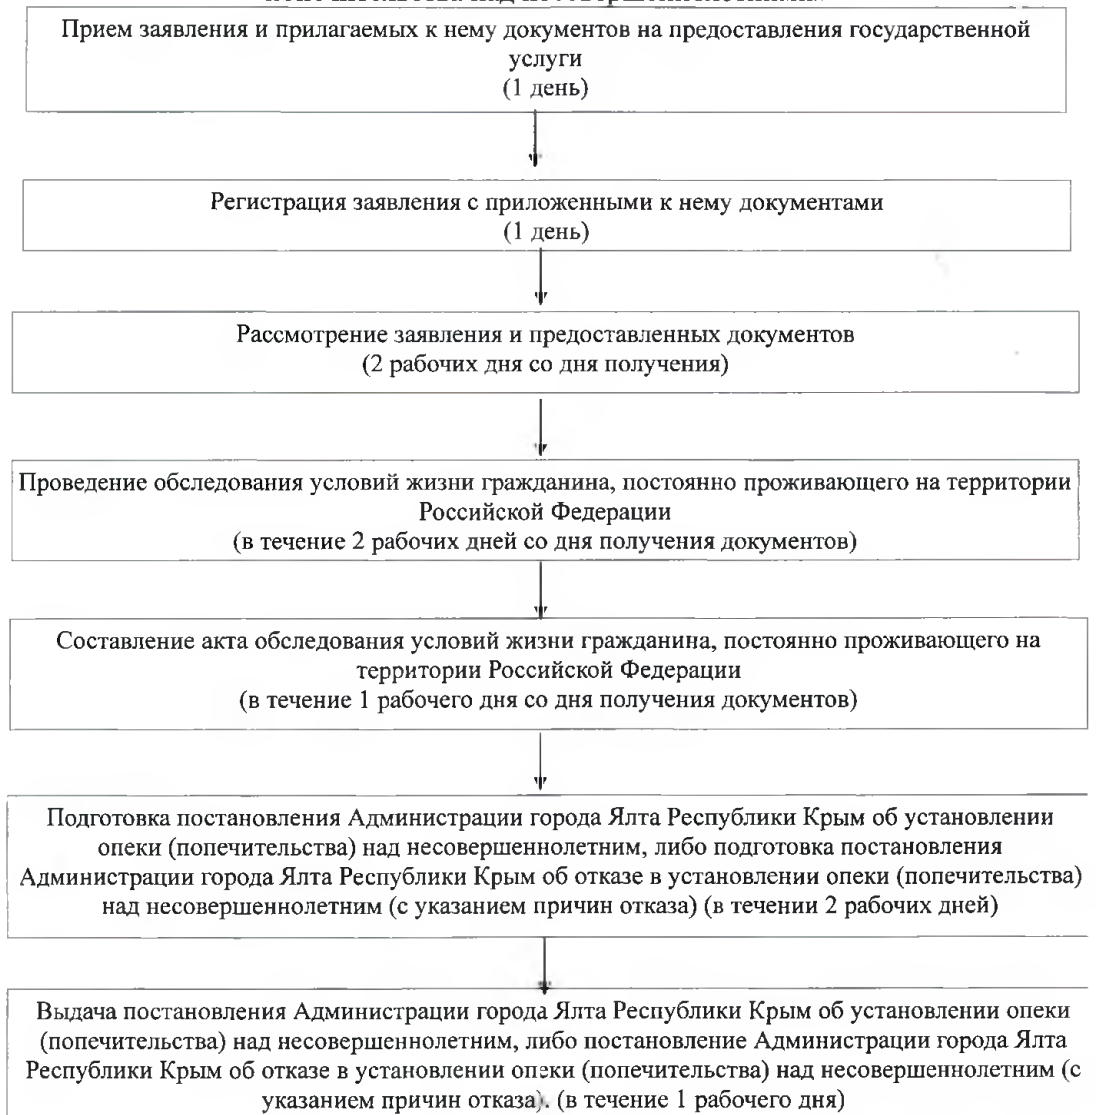 Прием заявления и прилагаемых к нему документов на предоставления государственной
услуги
(1 день)
Регистрация заявления с приложенными к нему документами
(1 день)
Рассмотрение заявления и предоставленных документов
(2 рабочих дня со дня получения)
Проведение обследования условий жизни гражданина, постоянно проживающего на территории
Российской Федерации
(в течение 2 рабочих дней со дня получения документов)
Составление акта обследования условий жизни гражданина, постоянно проживающего на
территории Российской Федерации
(в течение 1 рабочего дня со дня получения документов)
Подготовка постановления Администрации города Ялта Республики Крым об установлении
опеки (попечительства) над несовершеннолетним, либо подготовка постановления
Администрации города Ялта Республики Крым об отказе в установлении опеки (попечительства)
над несовершеннолетним (с указанием причин отказа) (в течении 2 рабочих дней)
Выдача постановления Администрации города Ялта Республики Крым об установлении опеки
(попечительства) над несовершеннолетним, либо постановление Администрации города Ялта
Республики Крым об отказе в установлении опеки (попечительства) над несовершеннолетним (с
указанием причин отказа). (в течение 1 рабочего дня)